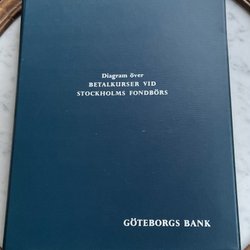 Diagram över
BETALKURSER VID
STOCKHOLMS FONDBÖRS
GÖTEBORGS BANK